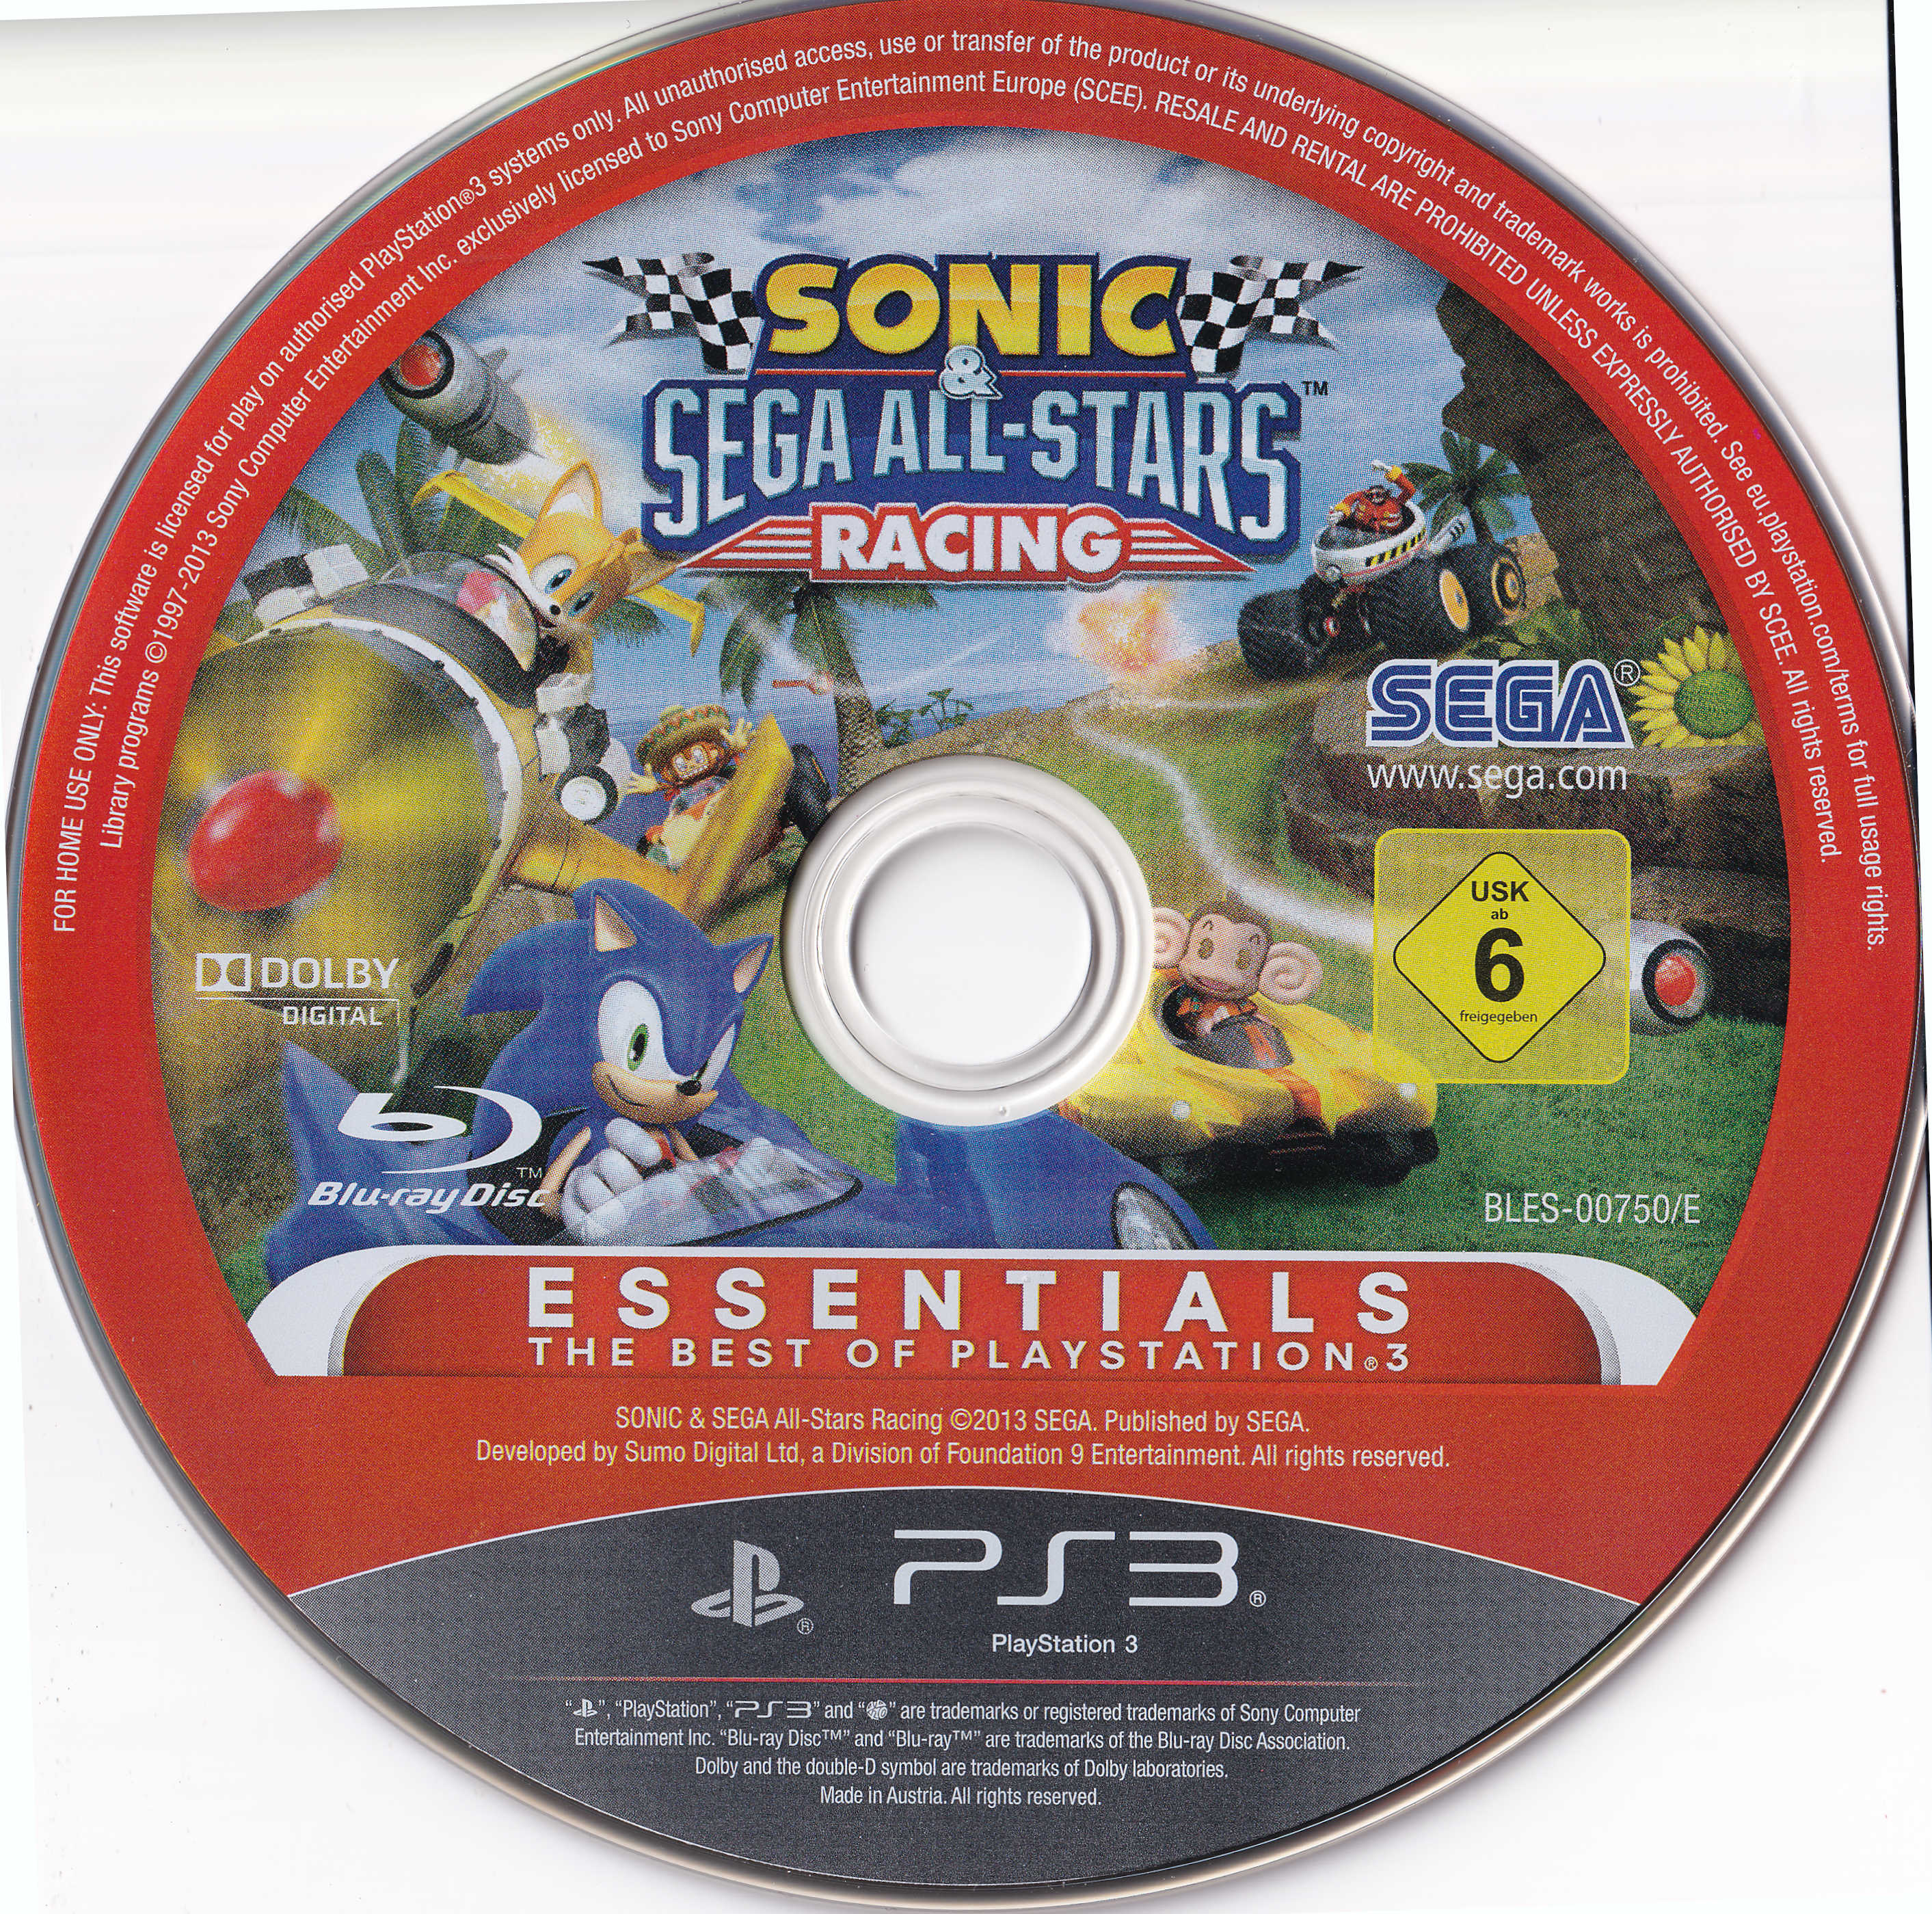 FOR HOME USE ONLY: This software is licensed for play on authorised PlayStation®3 systems only. All unauthorised access, use or transfer of the product or its underlying copyright and trademark works is prohibited. See eu.playstation.com/terms for full usage rights.
Library programs ©1997-2013 Sony Computer Entertainment Inc. exclusively licensed to Sony Computer Entertainment Europe (SCEE). RESALE AND RENTAL ARE PROHIBITED UNLESS EXPRESSLY AUTHORISED BY SCEE. All rights reserved.
SONIC
&
SEGA ALL-STARS™
RACING
SEGA®
www.sega.com
USK
ab
6
freigegeben
DOLBY
DIGITAL
Blu-ray Disc™
BLES-00750/E
ESSENTIALS
THE BEST OF PLAYSTATION®3
SONIC & SEGA All-Stars Racing ©2013 SEGA. Published by SEGA.
Developed by Sumo Digital Ltd, a Division of Foundation 9 Entertainment. All rights reserved.
PS3®
PlayStation 3
“ ”, “PlayStation”, “PS3” and “ ” are trademarks or registered trademarks of Sony Computer
Entertainment Inc. “Blu-ray Disc™” and “Blu-ray™” are trademarks of the Blu-ray Disc Association.
Dolby and the double-D symbol are trademarks of Dolby laboratories.
Made in Austria. All rights reserved.